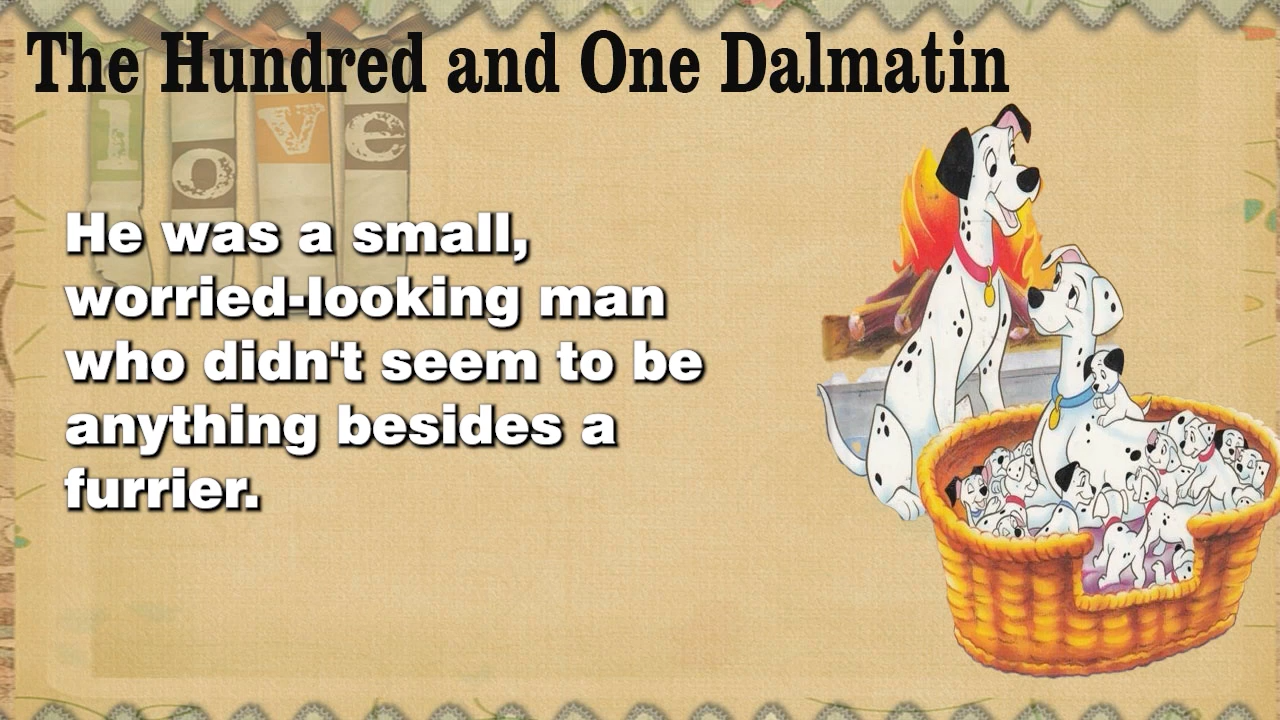 The Hundred and One Dalmatin
love
He was a small,
worried-looking man
who didn't seem to be
anything besides a
furrier.